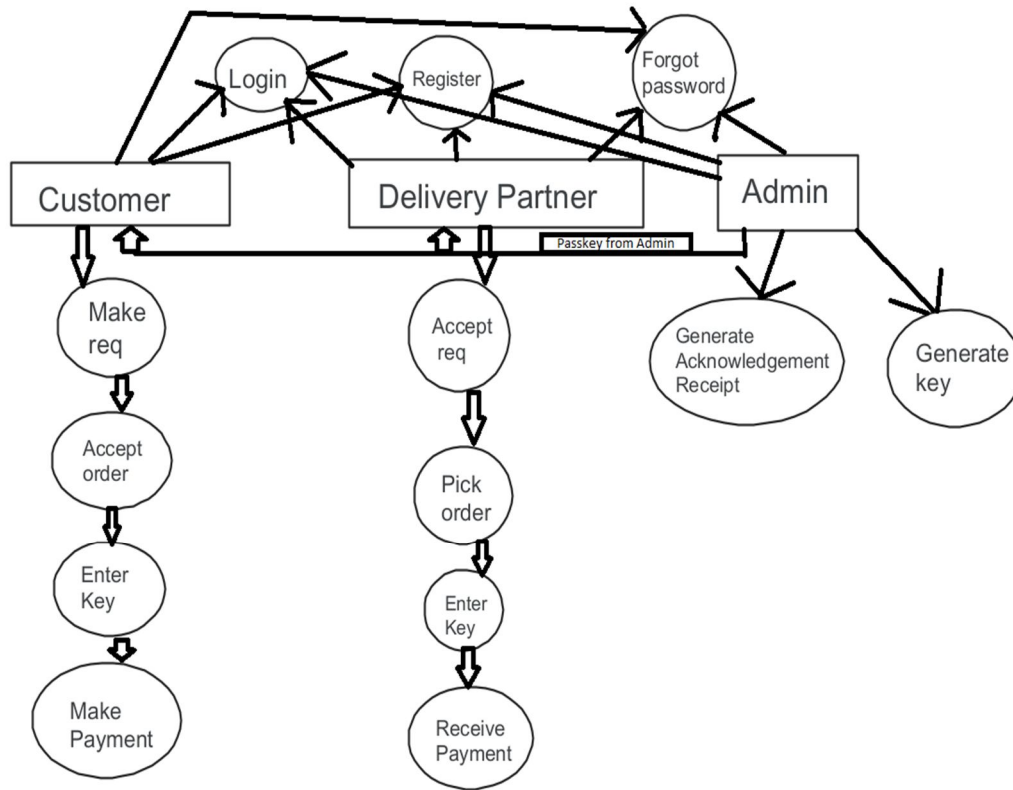 Login
Register
Forgot
password
Customer
Delivery Partner
Admin
Passkey from Admin
Make
req
Accept
req
Generate
Acknowledgement
Receipt
Generate
key
Accept
order
Pick
order
Enter
Key
Enter
Key
Make
Payment
Receive
Payment